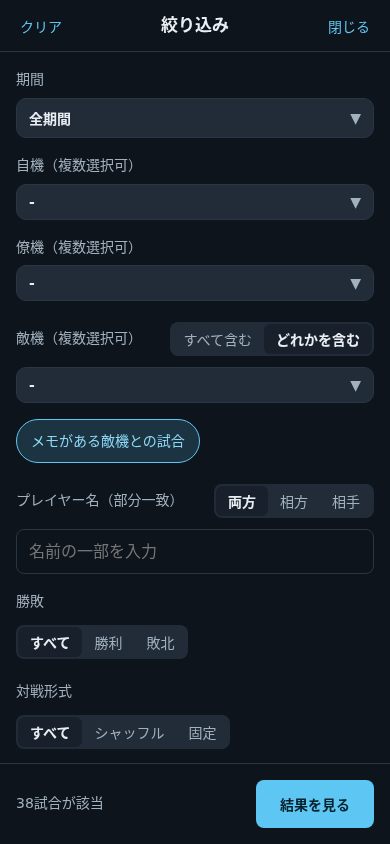 クリア 絞り込み 閉じる
期間
全期間 ▼
自機（複数選択可）
- ▼
僚機（複数選択可）
- ▼
敵機（複数選択可） すべて含む どれかを含む
- ▼
メモがある敵機との試合
プレイヤー名（部分一致） 両方 相方 相手
名前の一部を入力
勝敗
すべて 勝利 敗北
対戦形式
すべて シャッフル 固定
38試合が該当 結果を見る